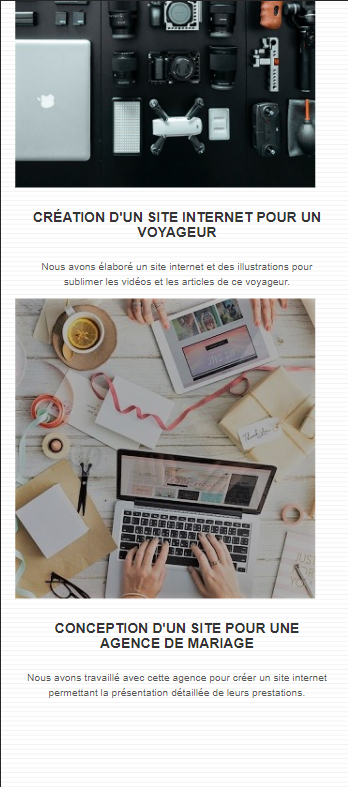 CRÉATION D'UN SITE INTERNET POUR UN
VOYAGEUR
Nous avons élaboré un site internet et des illustrations pour
sublimer les vidéos et les articles de ce voyageur.
CONCEPTION D'UN SITE POUR UNE
AGENCE DE MARIAGE
Nous avons travaillé avec cette agence pour créer un site internet
permettant la présentation détaillée de leurs prestations.